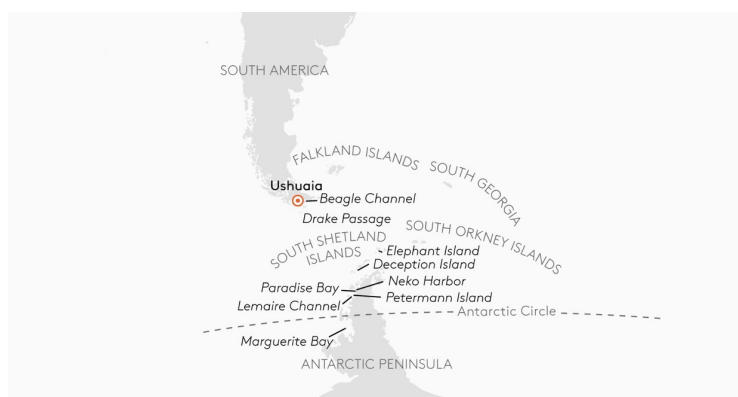 SOUTH AMERICA
FALKLAND ISLANDS
SOUTH GEORGIA
Ushuaia
Beagle Channel
Drake Passage
SOUTH SHETLAND
ISLANDS
SOUTH ORKNEY ISLANDS
Elephant Island
Deception Island
Neko Harbor
Paradise Bay
Petermann Island
Lemaire Channel
Antarctic Circle
Marguerite Bay
ANTARCTIC PENINSULA